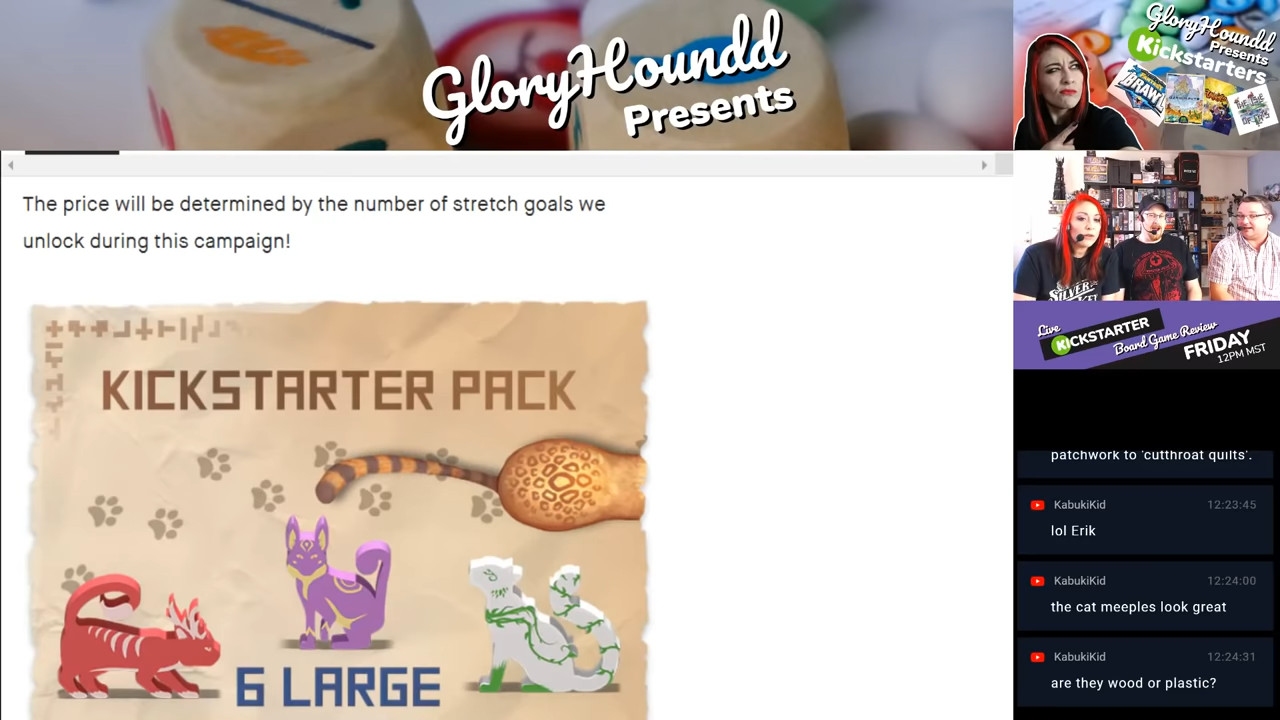 GloryHoundd
Presents
GloryHoundd
Presents
Kickstarters
BRAWL
The price will be determined by the number of stretch goals we
unlock during this campaign!
KICKSTARTER PACK
6 LARGE
SILVER
Live
KICKSTARTER
Board Game Review
FRIDAY
12PM MST
patchwork to 'cutthroat quilts'.
KabukiKid 12:23:45
lol Erik
KabukiKid 12:24:00
the cat meeples look great
KabukiKid 12:24:31
are they wood or plastic?